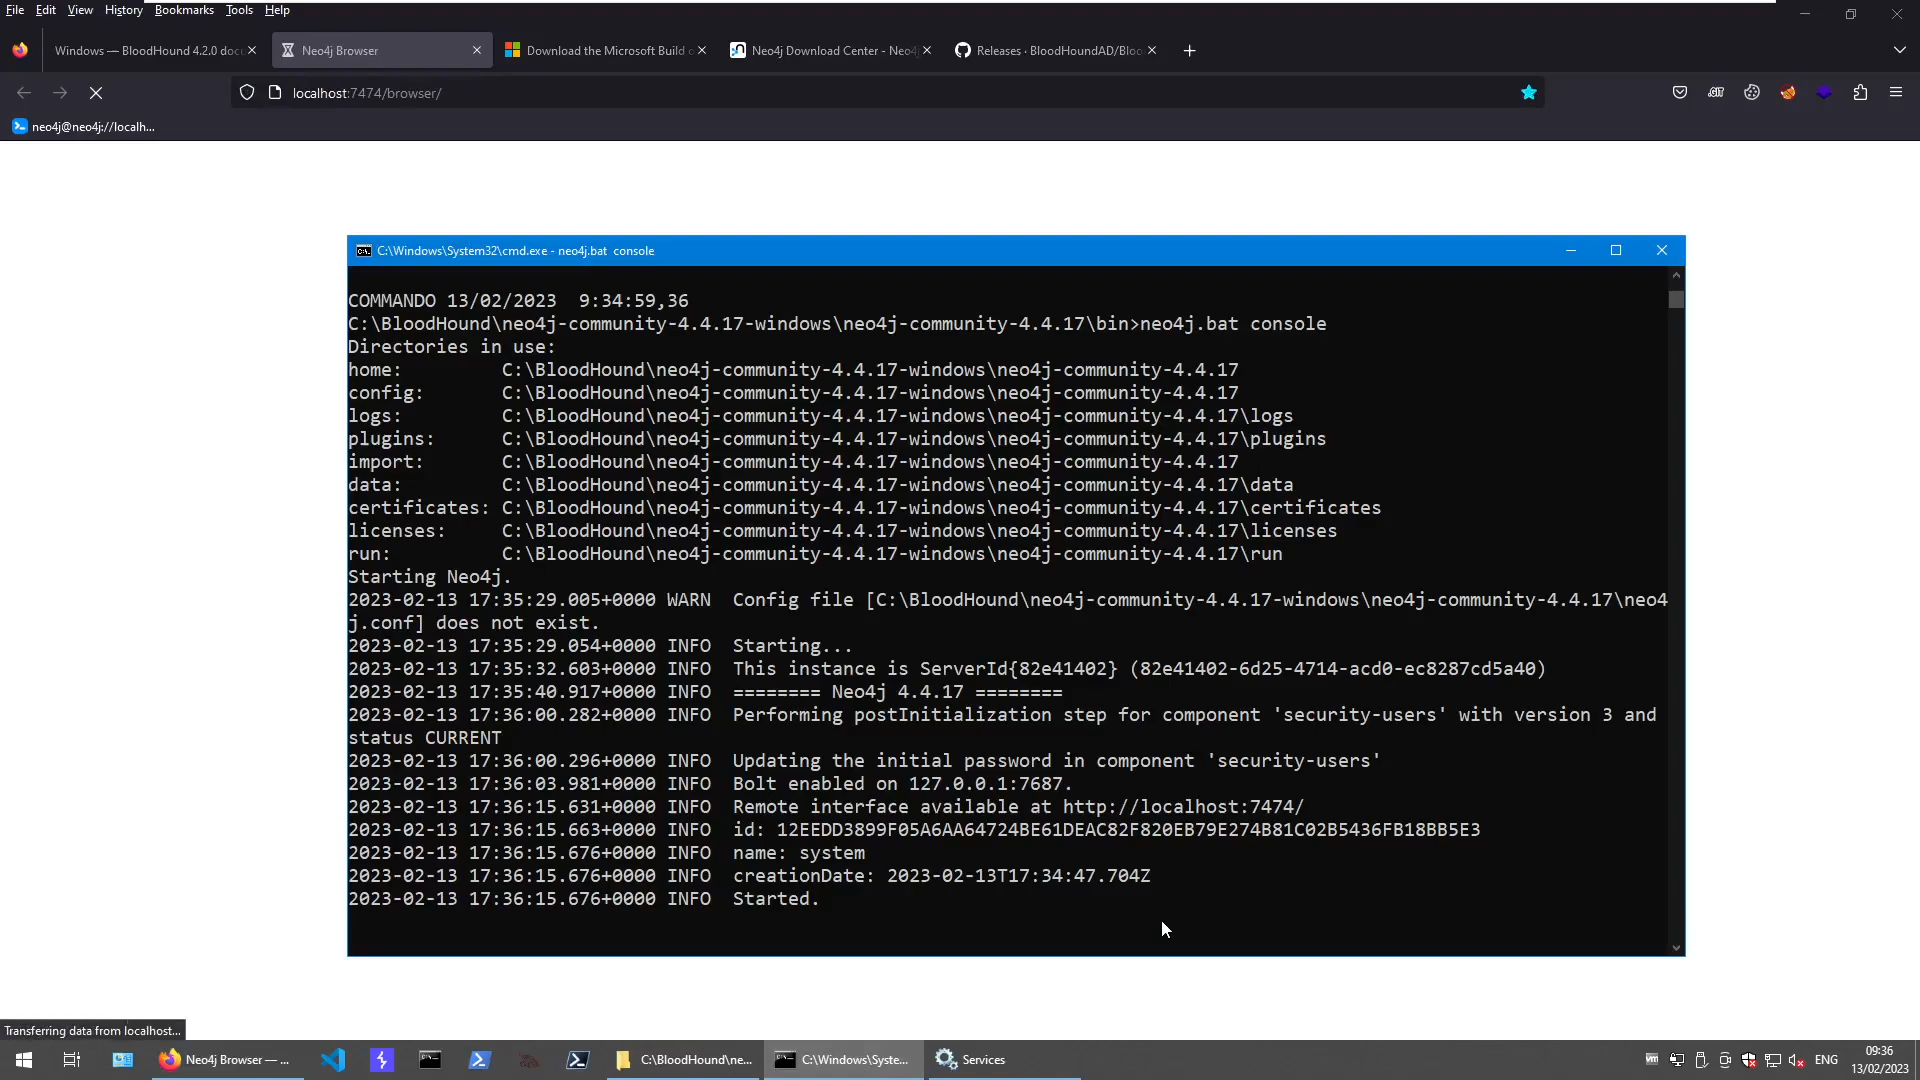 File Edit View History Bookmarks Tools Help
Windows — BloodHound 4.2.0 doc
Neo4j Browser
Download the Microsoft Build o
Neo4j Download Center - Neo4j
Releases · BloodHoundAD/Bloo
localhost:7474/browser/
neo4j@neo4j://localh...
C:\Windows\System32\cmd.exe - neo4j.bat console
COMMANDO 13/02/2023 9:34:59,36
C:\BloodHound\neo4j-community-4.4.17-windows\neo4j-community-4.4.17\bin>neo4j.bat console
Directories in use:
home: C:\BloodHound\neo4j-community-4.4.17-windows\neo4j-community-4.4.17
config: C:\BloodHound\neo4j-community-4.4.17-windows\neo4j-community-4.4.17
logs: C:\BloodHound\neo4j-community-4.4.17-windows\neo4j-community-4.4.17\logs
plugins: C:\BloodHound\neo4j-community-4.4.17-windows\neo4j-community-4.4.17\plugins
import: C:\BloodHound\neo4j-community-4.4.17-windows\neo4j-community-4.4.17
data: C:\BloodHound\neo4j-community-4.4.17-windows\neo4j-community-4.4.17\data
certificates: C:\BloodHound\neo4j-community-4.4.17-windows\neo4j-community-4.4.17\certificates
licenses: C:\BloodHound\neo4j-community-4.4.17-windows\neo4j-community-4.4.17\licenses
run: C:\BloodHound\neo4j-community-4.4.17-windows\neo4j-community-4.4.17\run
Starting Neo4j.
2023-02-13 17:35:29.005+0000 WARN Config file [C:\BloodHound\neo4j-community-4.4.17-windows\neo4j-community-4.4.17\neo4
j.conf] does not exist.
2023-02-13 17:35:29.054+0000 INFO Starting...
2023-02-13 17:35:32.603+0000 INFO This instance is ServerId{82e41402} (82e41402-6d25-4714-acd0-ec8287cd5a40)
2023-02-13 17:35:40.917+0000 INFO ======== Neo4j 4.4.17 ========
2023-02-13 17:36:00.282+0000 INFO Performing postInitialization step for component 'security-users' with version 3 and
status CURRENT
2023-02-13 17:36:00.296+0000 INFO Updating the initial password in component 'security-users'
2023-02-13 17:36:03.981+0000 INFO Bolt enabled on 127.0.0.1:7687.
2023-02-13 17:36:15.631+0000 INFO Remote interface available at http://localhost:7474/
2023-02-13 17:36:15.663+0000 INFO id: 12EEDD3899F05A6AA64724BE61DEAC82F820EB79E274B81C02B5436FB18BB5E3
2023-02-13 17:36:15.676+0000 INFO name: system
2023-02-13 17:36:15.676+0000 INFO creationDate: 2023-02-13T17:34:47.704Z
2023-02-13 17:36:15.676+0000 INFO Started.
Transferring data from localhost...
Neo4j Browser — ...
C:\BloodHound\ne...
C:\Windows\Syste...
Services
ENG
09:36
13/02/2023